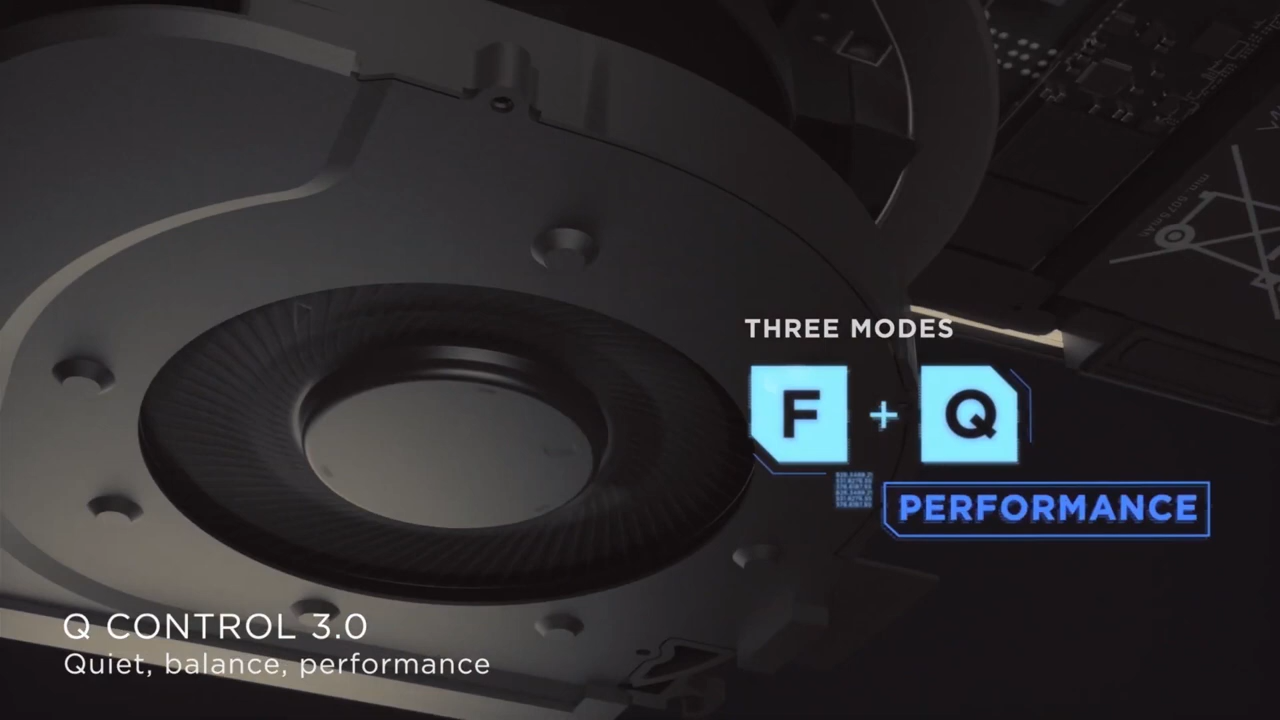 THREE MODES
F + Q
PERFORMANCE
Q CONTROL 3.0
Quiet, balance, performance